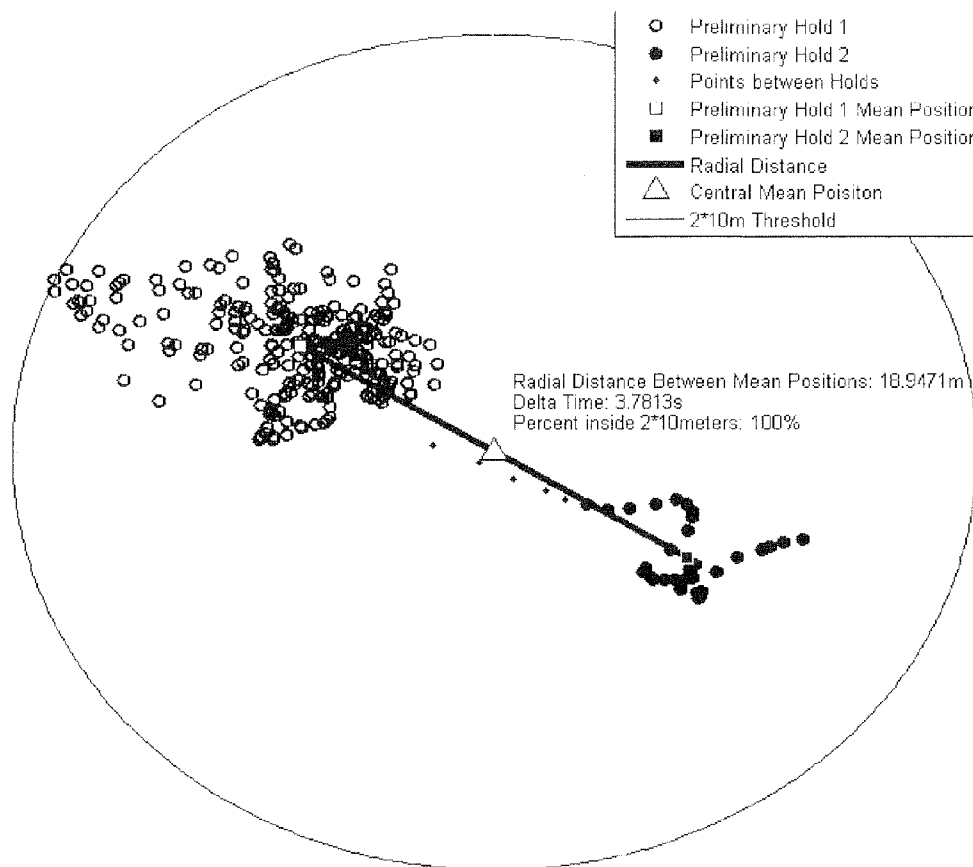 Preliminary Hold 1
Preliminary Hold 2
Points between Holds
Preliminary Hold 1 Mean Position
Preliminary Hold 2 Mean Position
Radial Distance
Central Mean Poisiton
2*10m Threshold
Radial Distance Between Mean Positions: 18.9471m
Delta Time: 3.7813s
Percent inside 2*10meters: 100%